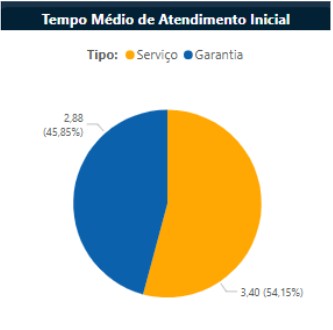 Tempo Médio de Atendimento Inicial
Tipo: Serviço Garantia
2,88
(45,85%)
3,40 (54,15%)